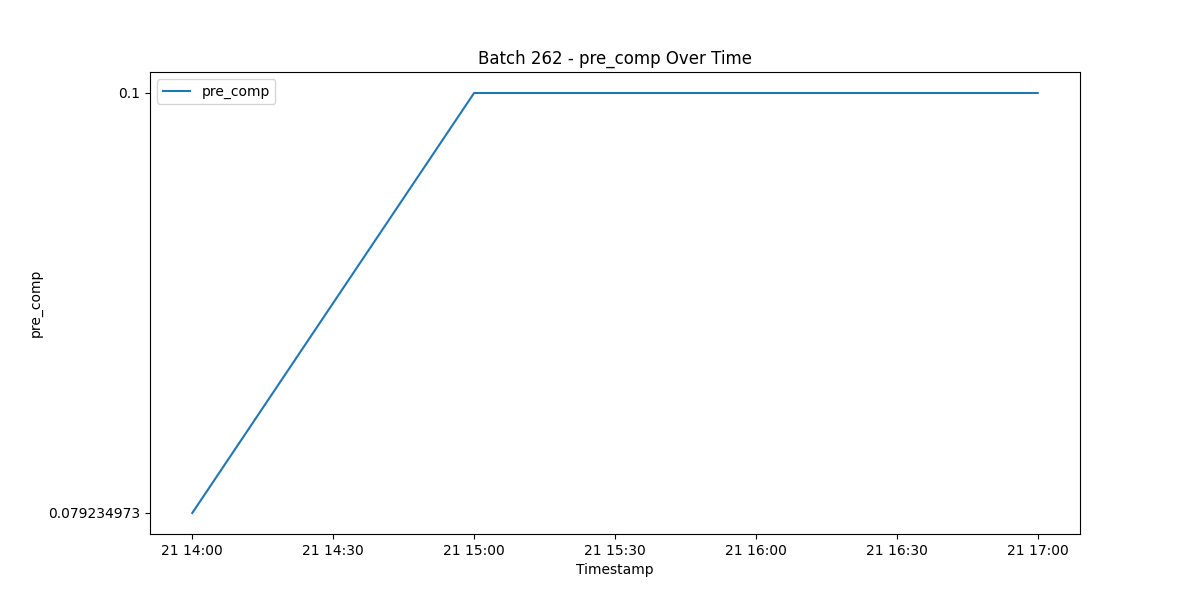 Batch 262 - pre_comp Over Time
pre_comp
0.1
0.079234973
pre_comp
21 14:00 21 14:30 21 15:00 21 15:30 21 16:00 21 16:30 21 17:00
Timestamp